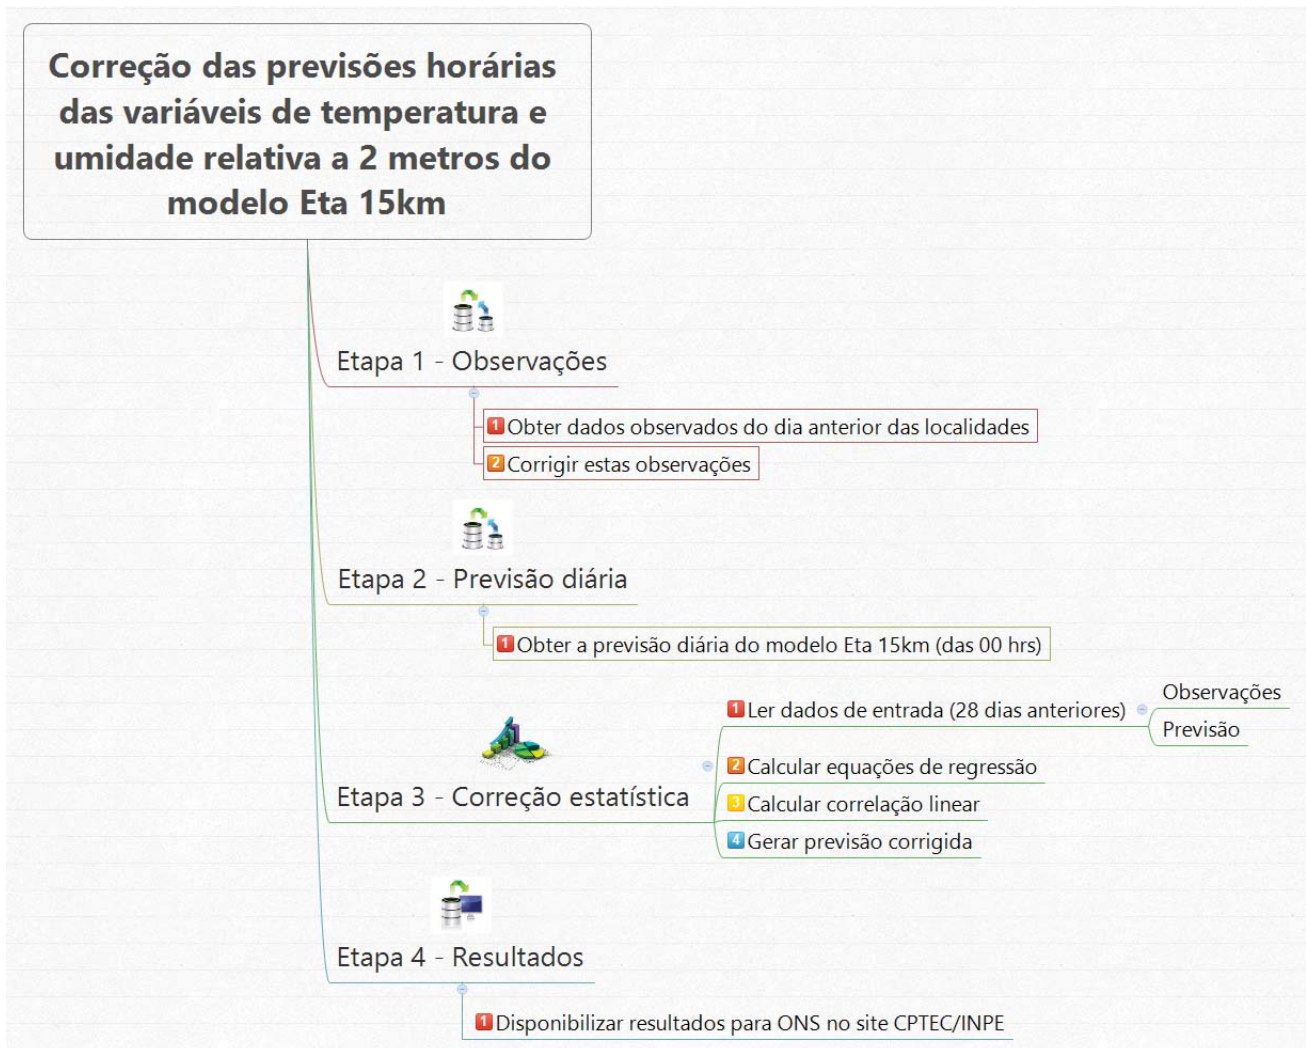 Correção das previsões horárias
das variáveis de temperatura e
umidade relativa a 2 metros do
modelo Eta 15km
Etapa 1 - Observações
1 Obter dados observados do dia anterior das localidades
2 Corrigir estas observações
Etapa 2 - Previsão diária
1 Obter a previsão diária do modelo Eta 15km (das 00 hrs)
Etapa 3 - Correção estatística
1 Ler dados de entrada (28 dias anteriores)
Observações
Previsão
2 Calcular equações de regressão
3 Calcular correlação linear
4 Gerar previsão corrigida
Etapa 4 - Resultados
1 Disponibilizar resultados para ONS no site CPTEC/INPE